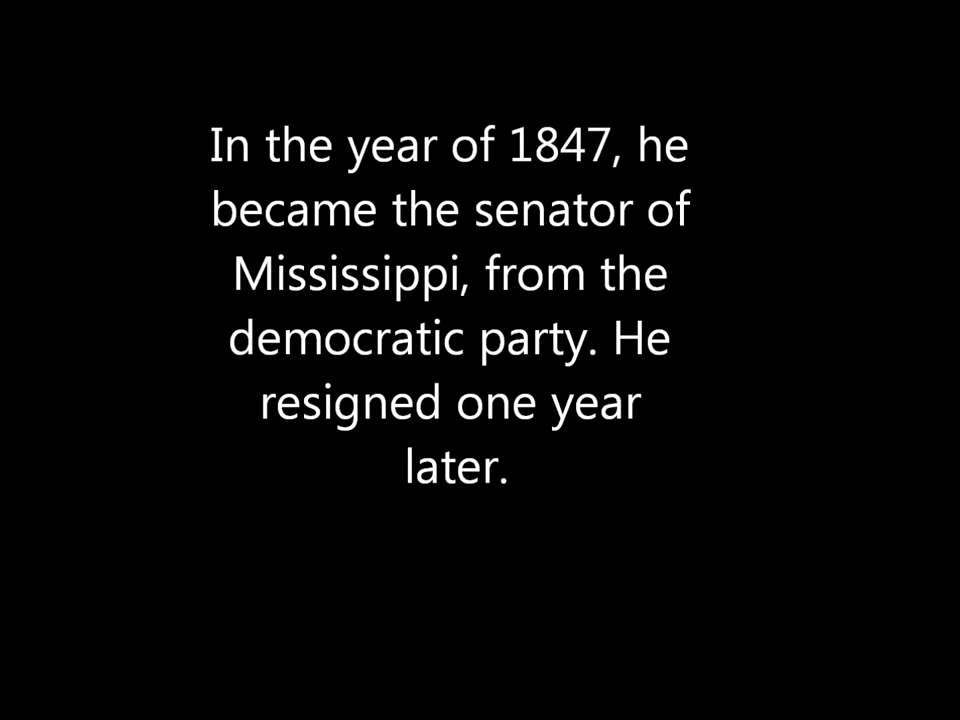 In the year of 1847, he
became the senator of
Mississippi, from the
democratic party. He
resigned one year
later.